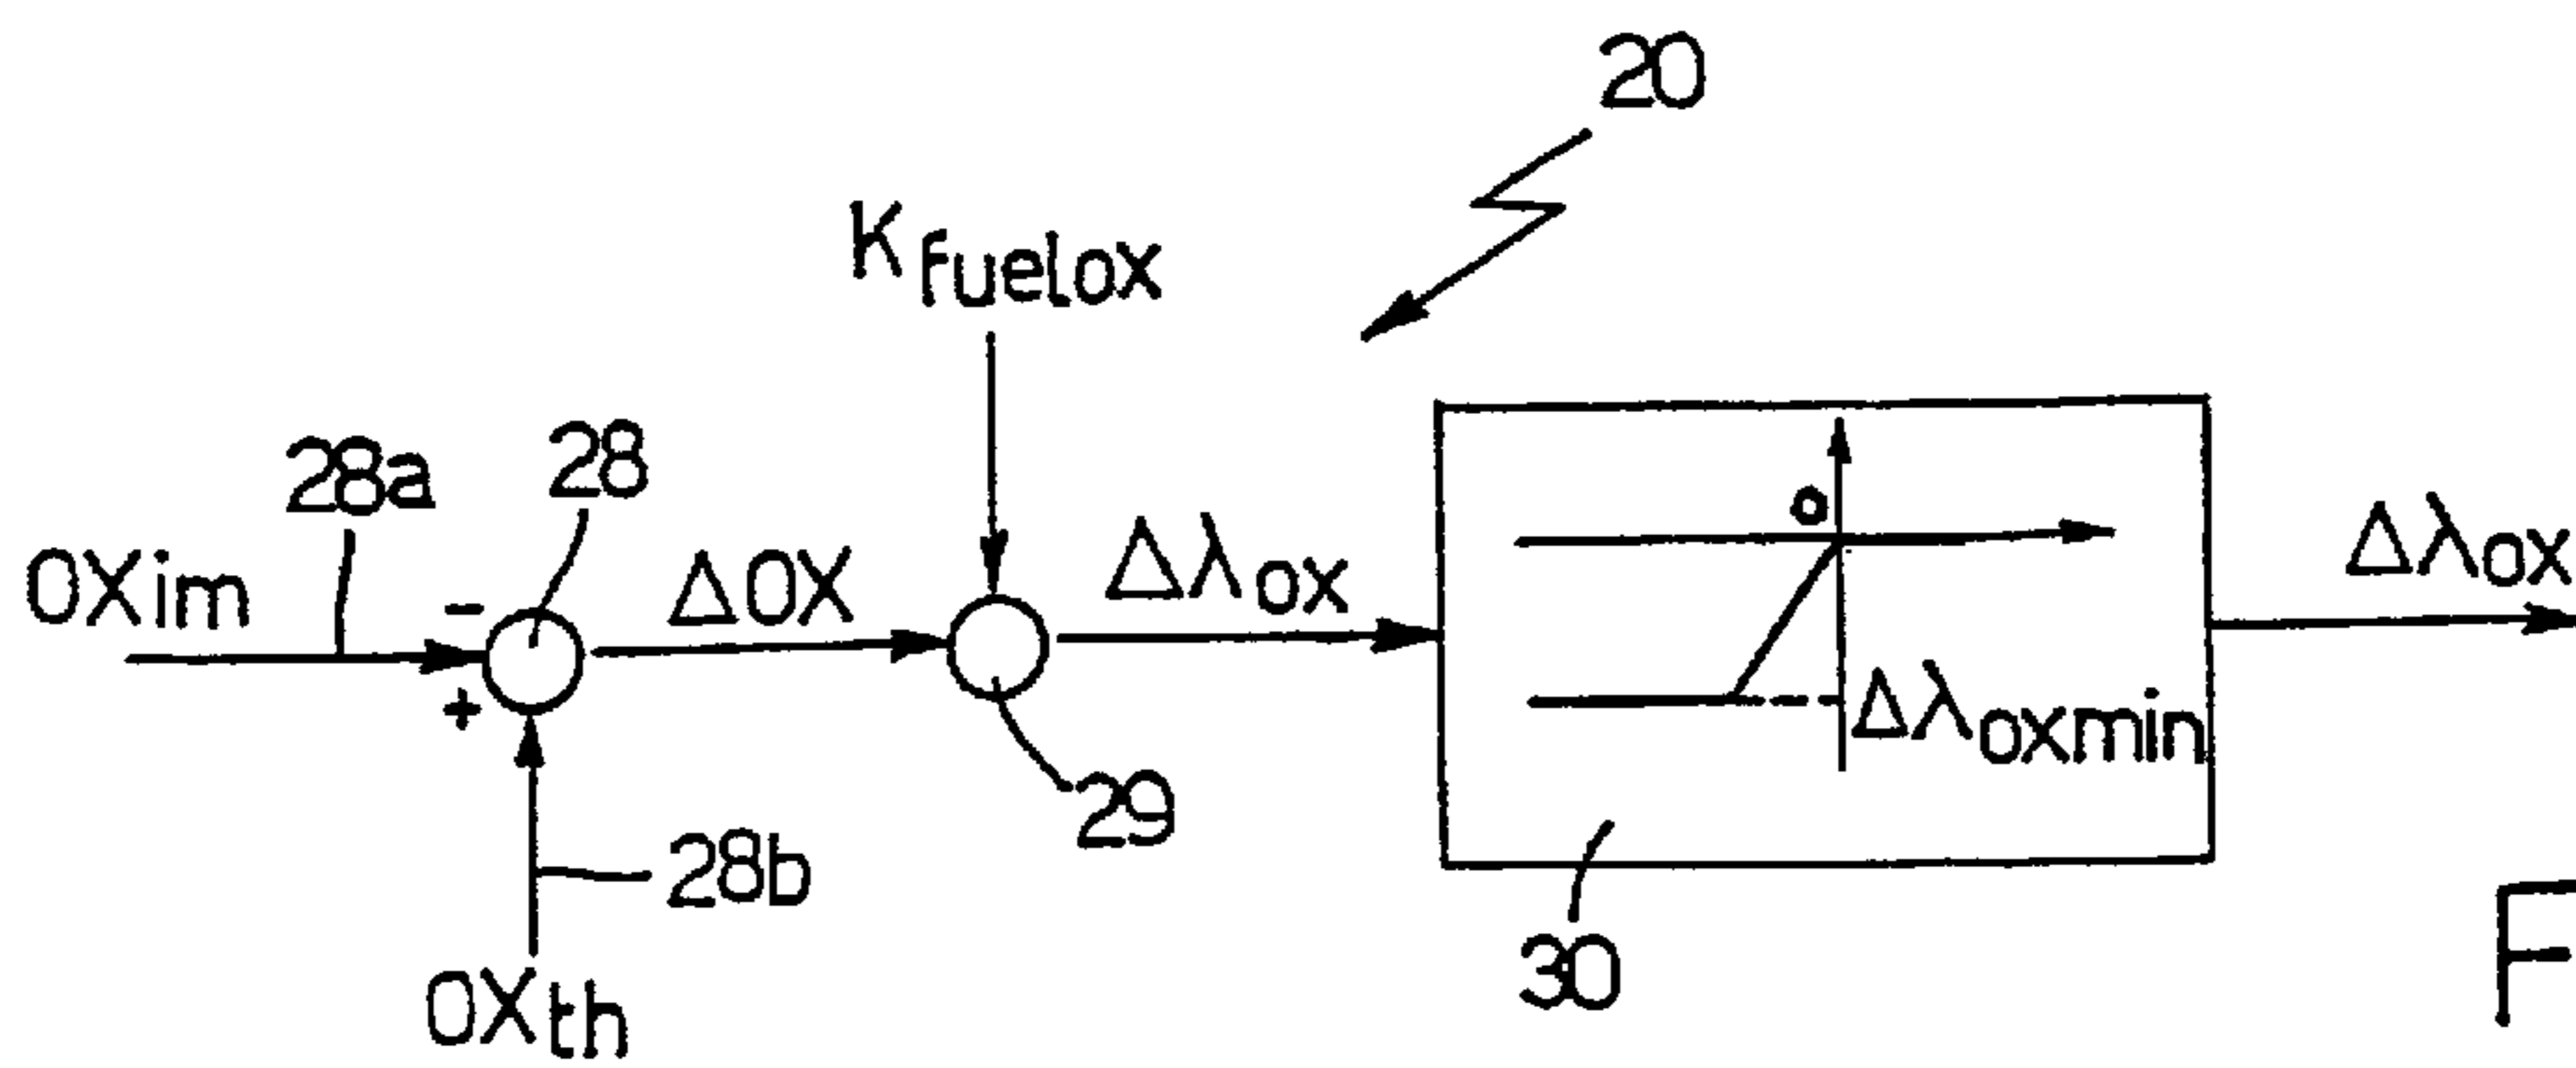 20
K fuelox
28a
28
OXim
-
ΔOX
Δλox
o
Δλox
+
Δλoxmin
29
28b
30
OXth
F